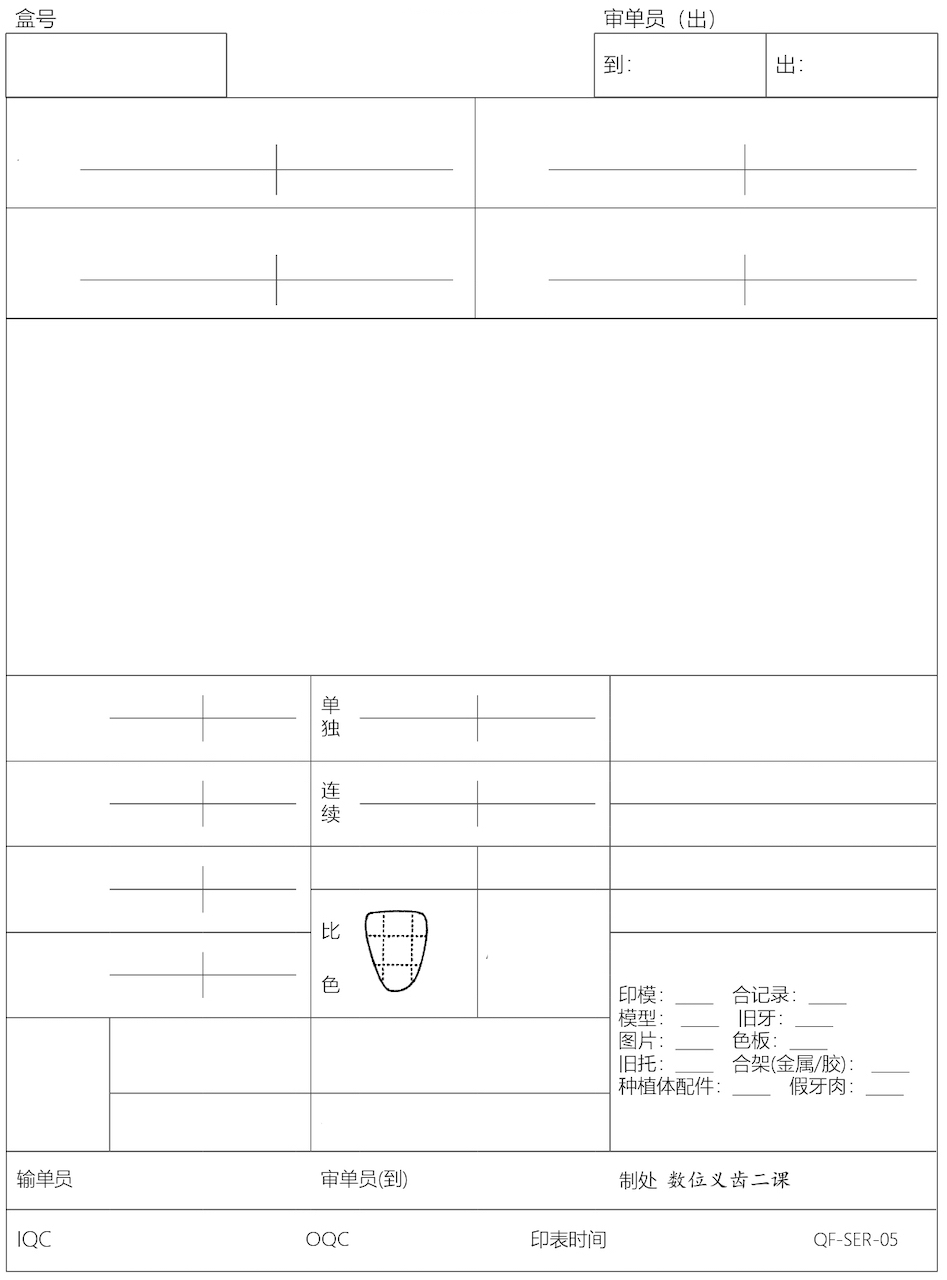 盒号
审单员（出）
到：
出：
单独
连续
比色
印模：____ 合记录：____
模型：____ 旧牙：____
图片：____ 色板：____
旧托：____ 合架(金属/胶)：____
种植体配件：____ 假牙肉：____
输单员
审单员(到)
制处 数位义齿二课
IQC
OQC
印表时间
QF-SER-05